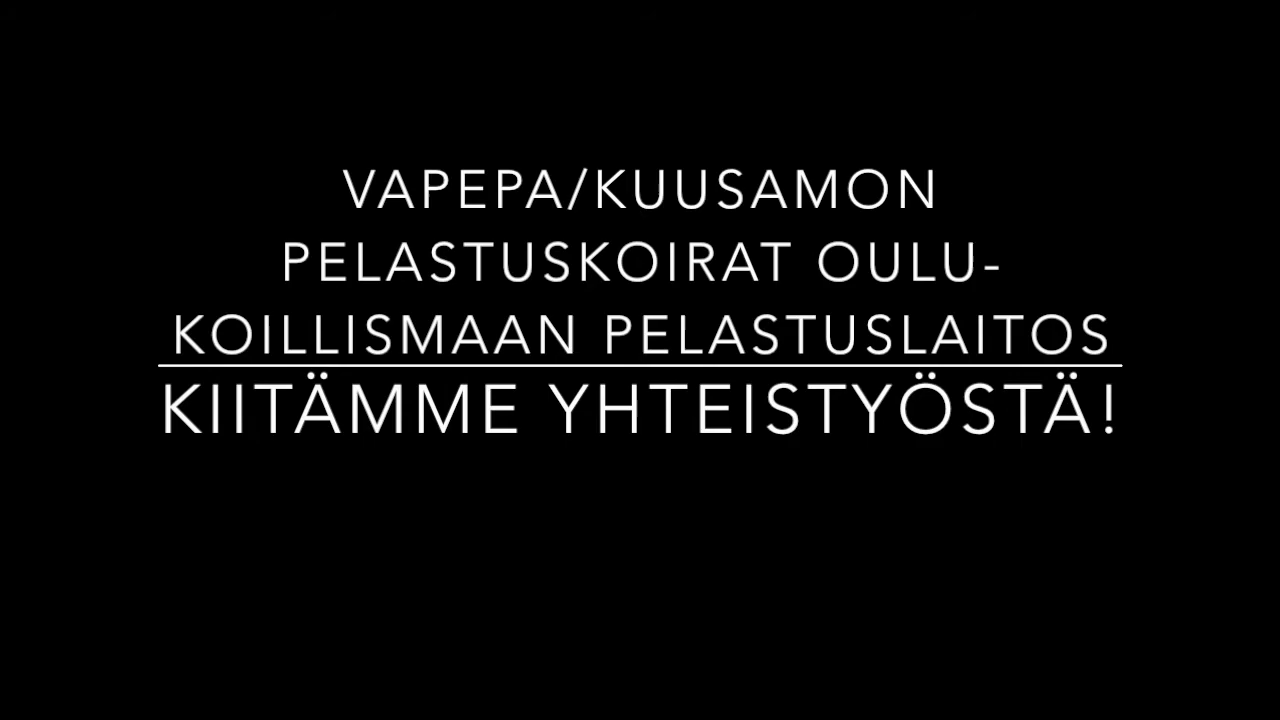 VAPEPA/KUUSAMON
PELASTUSKOIRAT OULU-
KOILLISMAAN PELASTUSLAITOS
KIITÄMME YHTEISTYÖSTÄ!